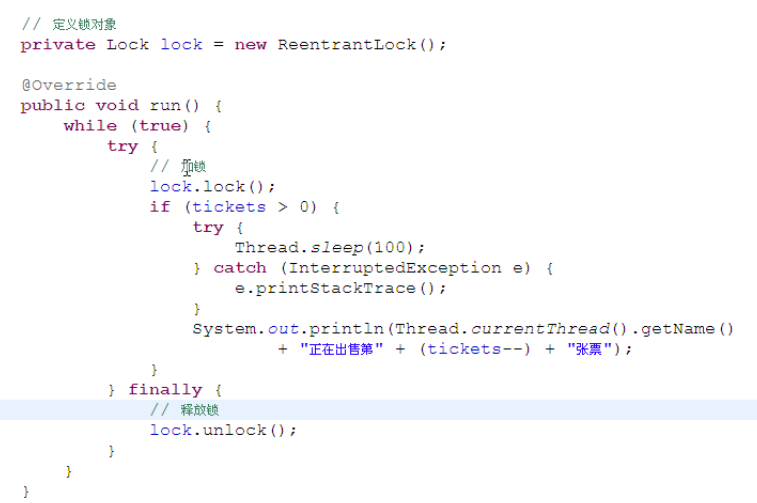 // 定义锁对象
private Lock lock = new ReentrantLock();
@Override
public void run() {
while (true) {
try {
// 加锁
lock.lock();
if (tickets > 0) {
try {
Thread.sleep(100);
} catch (InterruptedException e) {
e.printStackTrace();
}
System.out.println(Thread.currentThread().getName()
+ "正在出售第" + (tickets--) + "张票");
}
} finally {
// 释放锁
lock.unlock();
}
}
}